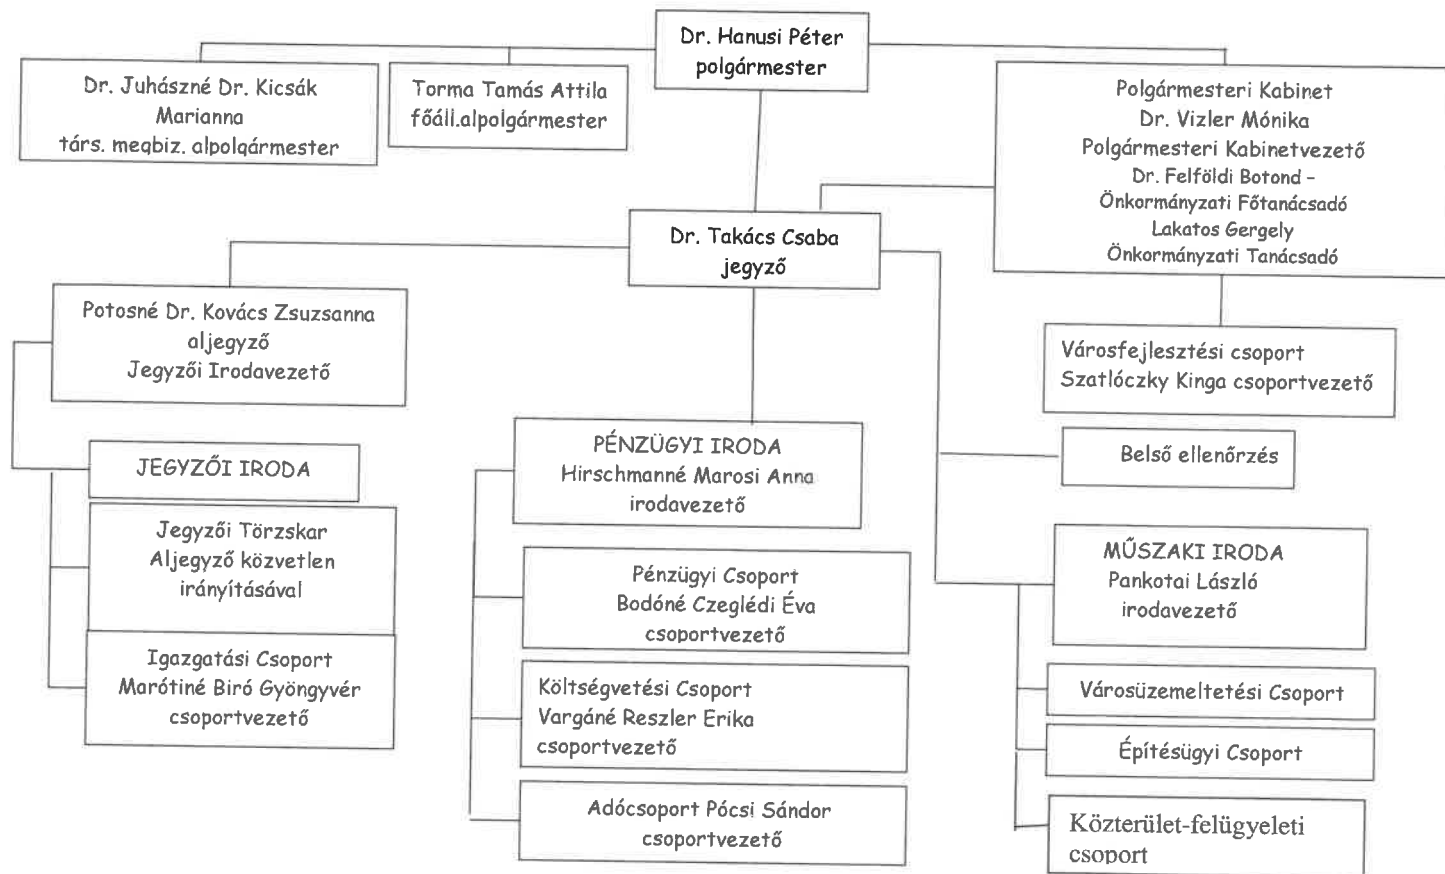 Dr. Hanusi Péter
polgármester
Dr. Juhászné Dr. Kicsák
Marianna
társ. megbiz. alpolgármester
Torma Tamás Attila
főáll.alpolgármester
Polgármesteri Kabinet
Dr. Vizler Mónika
Polgármesteri Kabinetvezető
Dr. Felföldi Botond –
Önkormányzati Főtanácsadó
Lakatos Gergely
Önkormányzati Tanácsadó
Dr. Takács Csaba
jegyző
Potosné Dr. Kovács Zsuzsanna
aljegyző
Jegyzői Irodavezető
Városfejlesztési csoport
Szatlóczky Kinga csoportvezető
JEGYZŐI IRODA
Jegyzői Törzskar
Aljegyző közvetlen
irányításával
Igazgatási Csoport
Marótiné Biró Gyöngyvér
csoportvezető
PÉNZÜGYI IRODA
Hirschmanné Marosi Anna
irodavezető
Pénzügyi Csoport
Bodóné Czeglédi Éva
csoportvezető
Költségvetési Csoport
Vargáné Reszler Erika
csoportvezető
Adócsoport Pócsi Sándor
csoportvezető
Belső ellenőrzés
MŰSZAKI IRODA
Pankotai László
irodavezető
Városüzemeltetési Csoport
Építésügyi Csoport
Közterület-felügyeleti
csoport